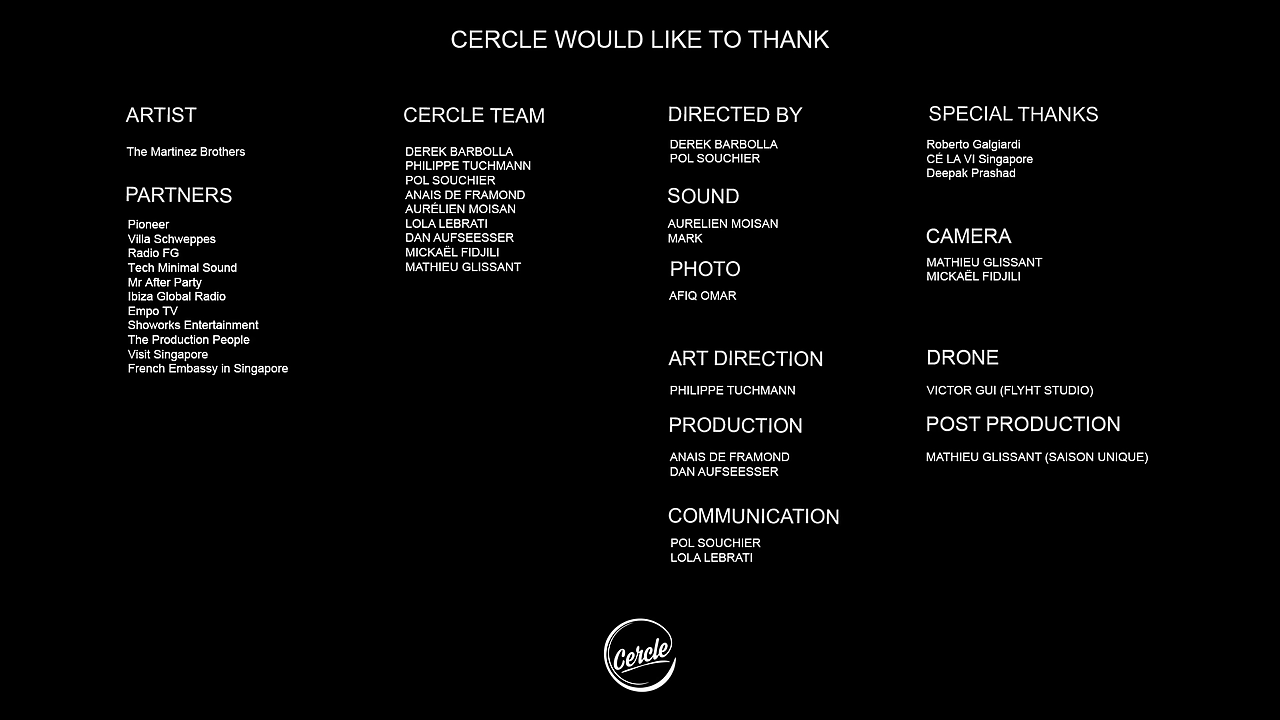 CERCLE WOULD LIKE TO THANK
ARTIST
The Martinez Brothers
PARTNERS
Pioneer
Villa Schweppes
Radio FG
Tech Minimal Sound
Mr After Party
Ibiza Global Radio
Empo TV
Showorks Entertainment
The Production People
Visit Singapore
French Embassy in Singapore
CERCLE TEAM
DEREK BARBOLLA
PHILIPPE TUCHMANN
POL SOUCHIER
ANAIS DE FRAMOND
AURÉLIEN MOISAN
LOLA LEBRATI
DAN AUFSEESSER
MICKAËL FIDJILI
MATHIEU GLISSANT
DIRECTED BY
DEREK BARBOLLA
POL SOUCHIER
SOUND
AURELIEN MOISAN
MARK
PHOTO
AFIQ OMAR
ART DIRECTION
PHILIPPE TUCHMANN
PRODUCTION
ANAIS DE FRAMOND
DAN AUFSEESSER
COMMUNICATION
POL SOUCHIER
LOLA LEBRATI
SPECIAL THANKS
Roberto Galgiardi
CÉ LA VI Singapore
Deepak Prashad
CAMERA
MATHIEU GLISSANT
MICKAËL FIDJILI
DRONE
VICTOR GUI (FLYHT STUDIO)
POST PRODUCTION
MATHIEU GLISSANT (SAISON UNIQUE)
Cercle